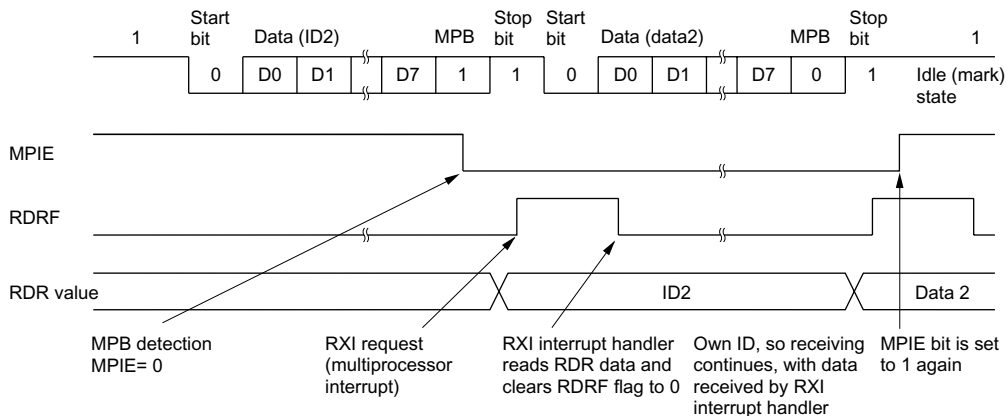 Start
bit
Data (ID2)
MPB
Stop
bit
Start
bit
Data (data2)
MPB
Stop
bit
1
1
0 D0 D1 D7 1 1 0 D0 D1 D7 0 1
Idle (mark)
state
MPIE
RDRF
RDR value
ID2
Data 2
MPB detection
MPIE= 0
RXI request
(multiprocessor
interrupt)
RXI interrupt handler
reads RDR data and
clears RDRF flag to 0
Own ID, so receiving
continues, with data
received by RXI
interrupt handler
MPIE bit is set
to 1 again